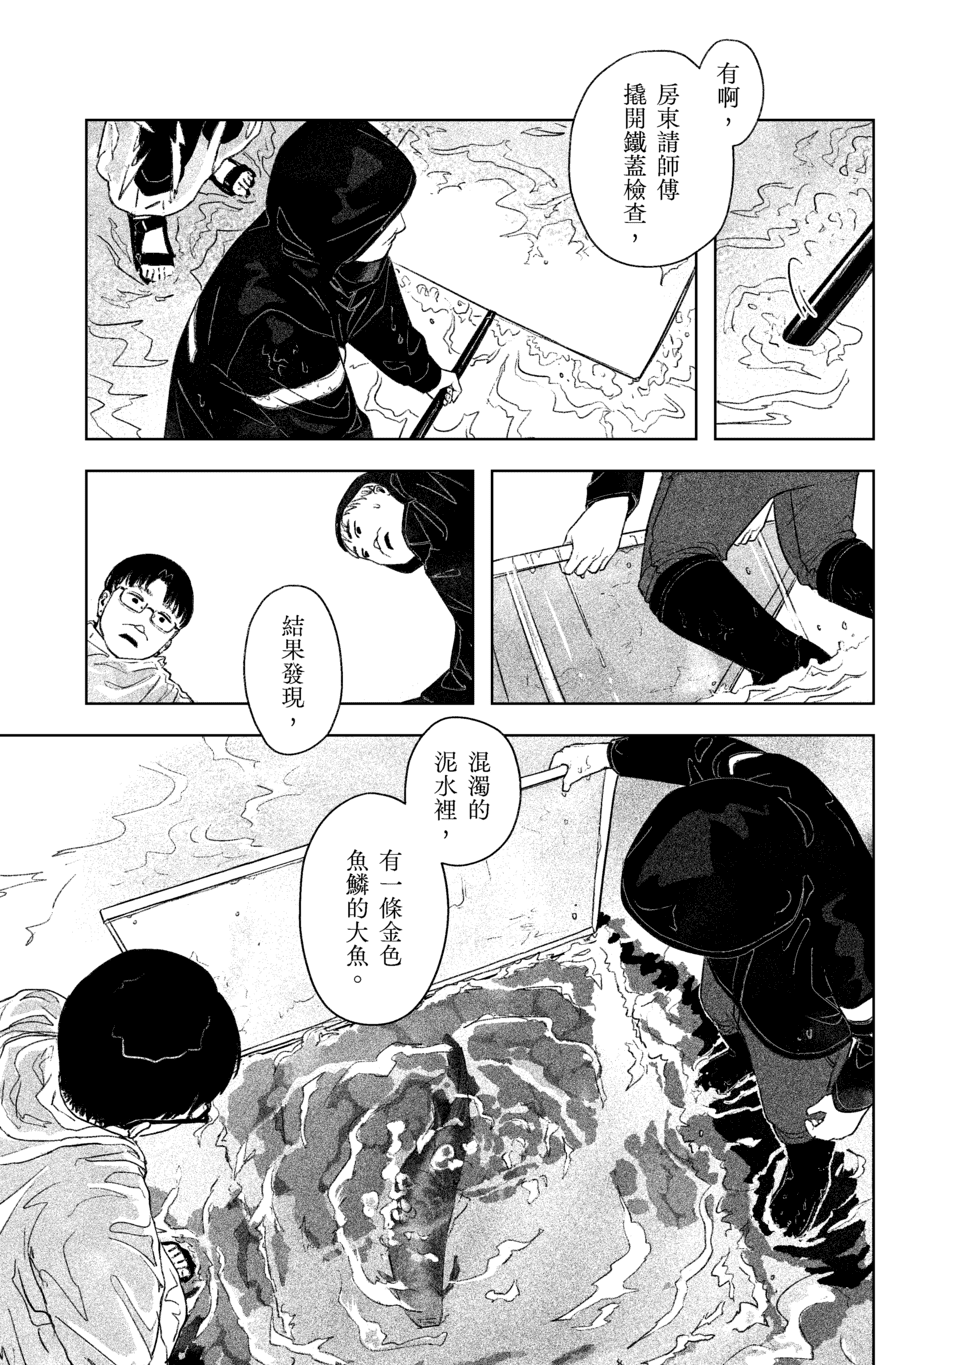 有啊，
房東請師傅
撬開鐵蓋檢查，
結果發現，
混濁的
泥水裡，
有一條金色
魚鱗的大魚。